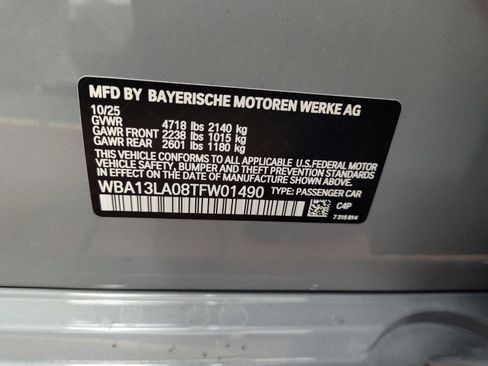 MFD BY BAYERISCHE MOTOREN WERKE AG
10/25
GVWR 4718 lbs 2140 kg
GAWR FRONT 2238 lbs 1015 kg
GAWR REAR 2601 lbs 1180 kg
THIS VEHICLE CONFORMS TO ALL APPLICABLE U.S.FEDERAL MOTOR
VEHICLE SAFETY, BUMPER AND THEFT PREVENTION STANDARDS
IN EFFECT ON THE DATE OF MANUFACTURE SHOWN ABOVE.
WBA13LA08TFW01490 TYPE: PASSENGER CAR
C4P
7315814